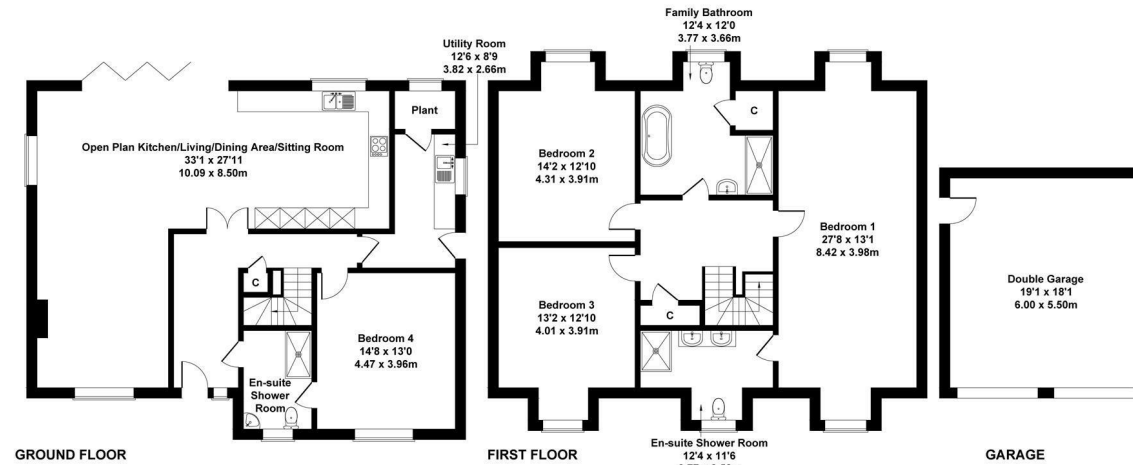 Utility Room
12'6 x 8'9
3.82 x 2.66m
Plant
Open Plan Kitchen/Living/Dining Area/Sitting Room
33'1 x 27'11
10.09 x 8.50m
C
Bedroom 4
14'8 x 13'0
4.47 x 3.96m
En-suite
Shower
Room
GROUND FLOOR
Family Bathroom
12'4 x 12'0
3.77 x 3.66m
C
Bedroom 2
14'2 x 12'10
4.31 x 3.91m
Bedroom 1
27'8 x 13'1
8.42 x 3.98m
Bedroom 3
13'2 x 12'10
4.01 x 3.91m
C
En-suite Shower Room
12'4 x 11'6
FIRST FLOOR
Double Garage
19'1 x 18'1
6.00 x 5.50m
GARAGE